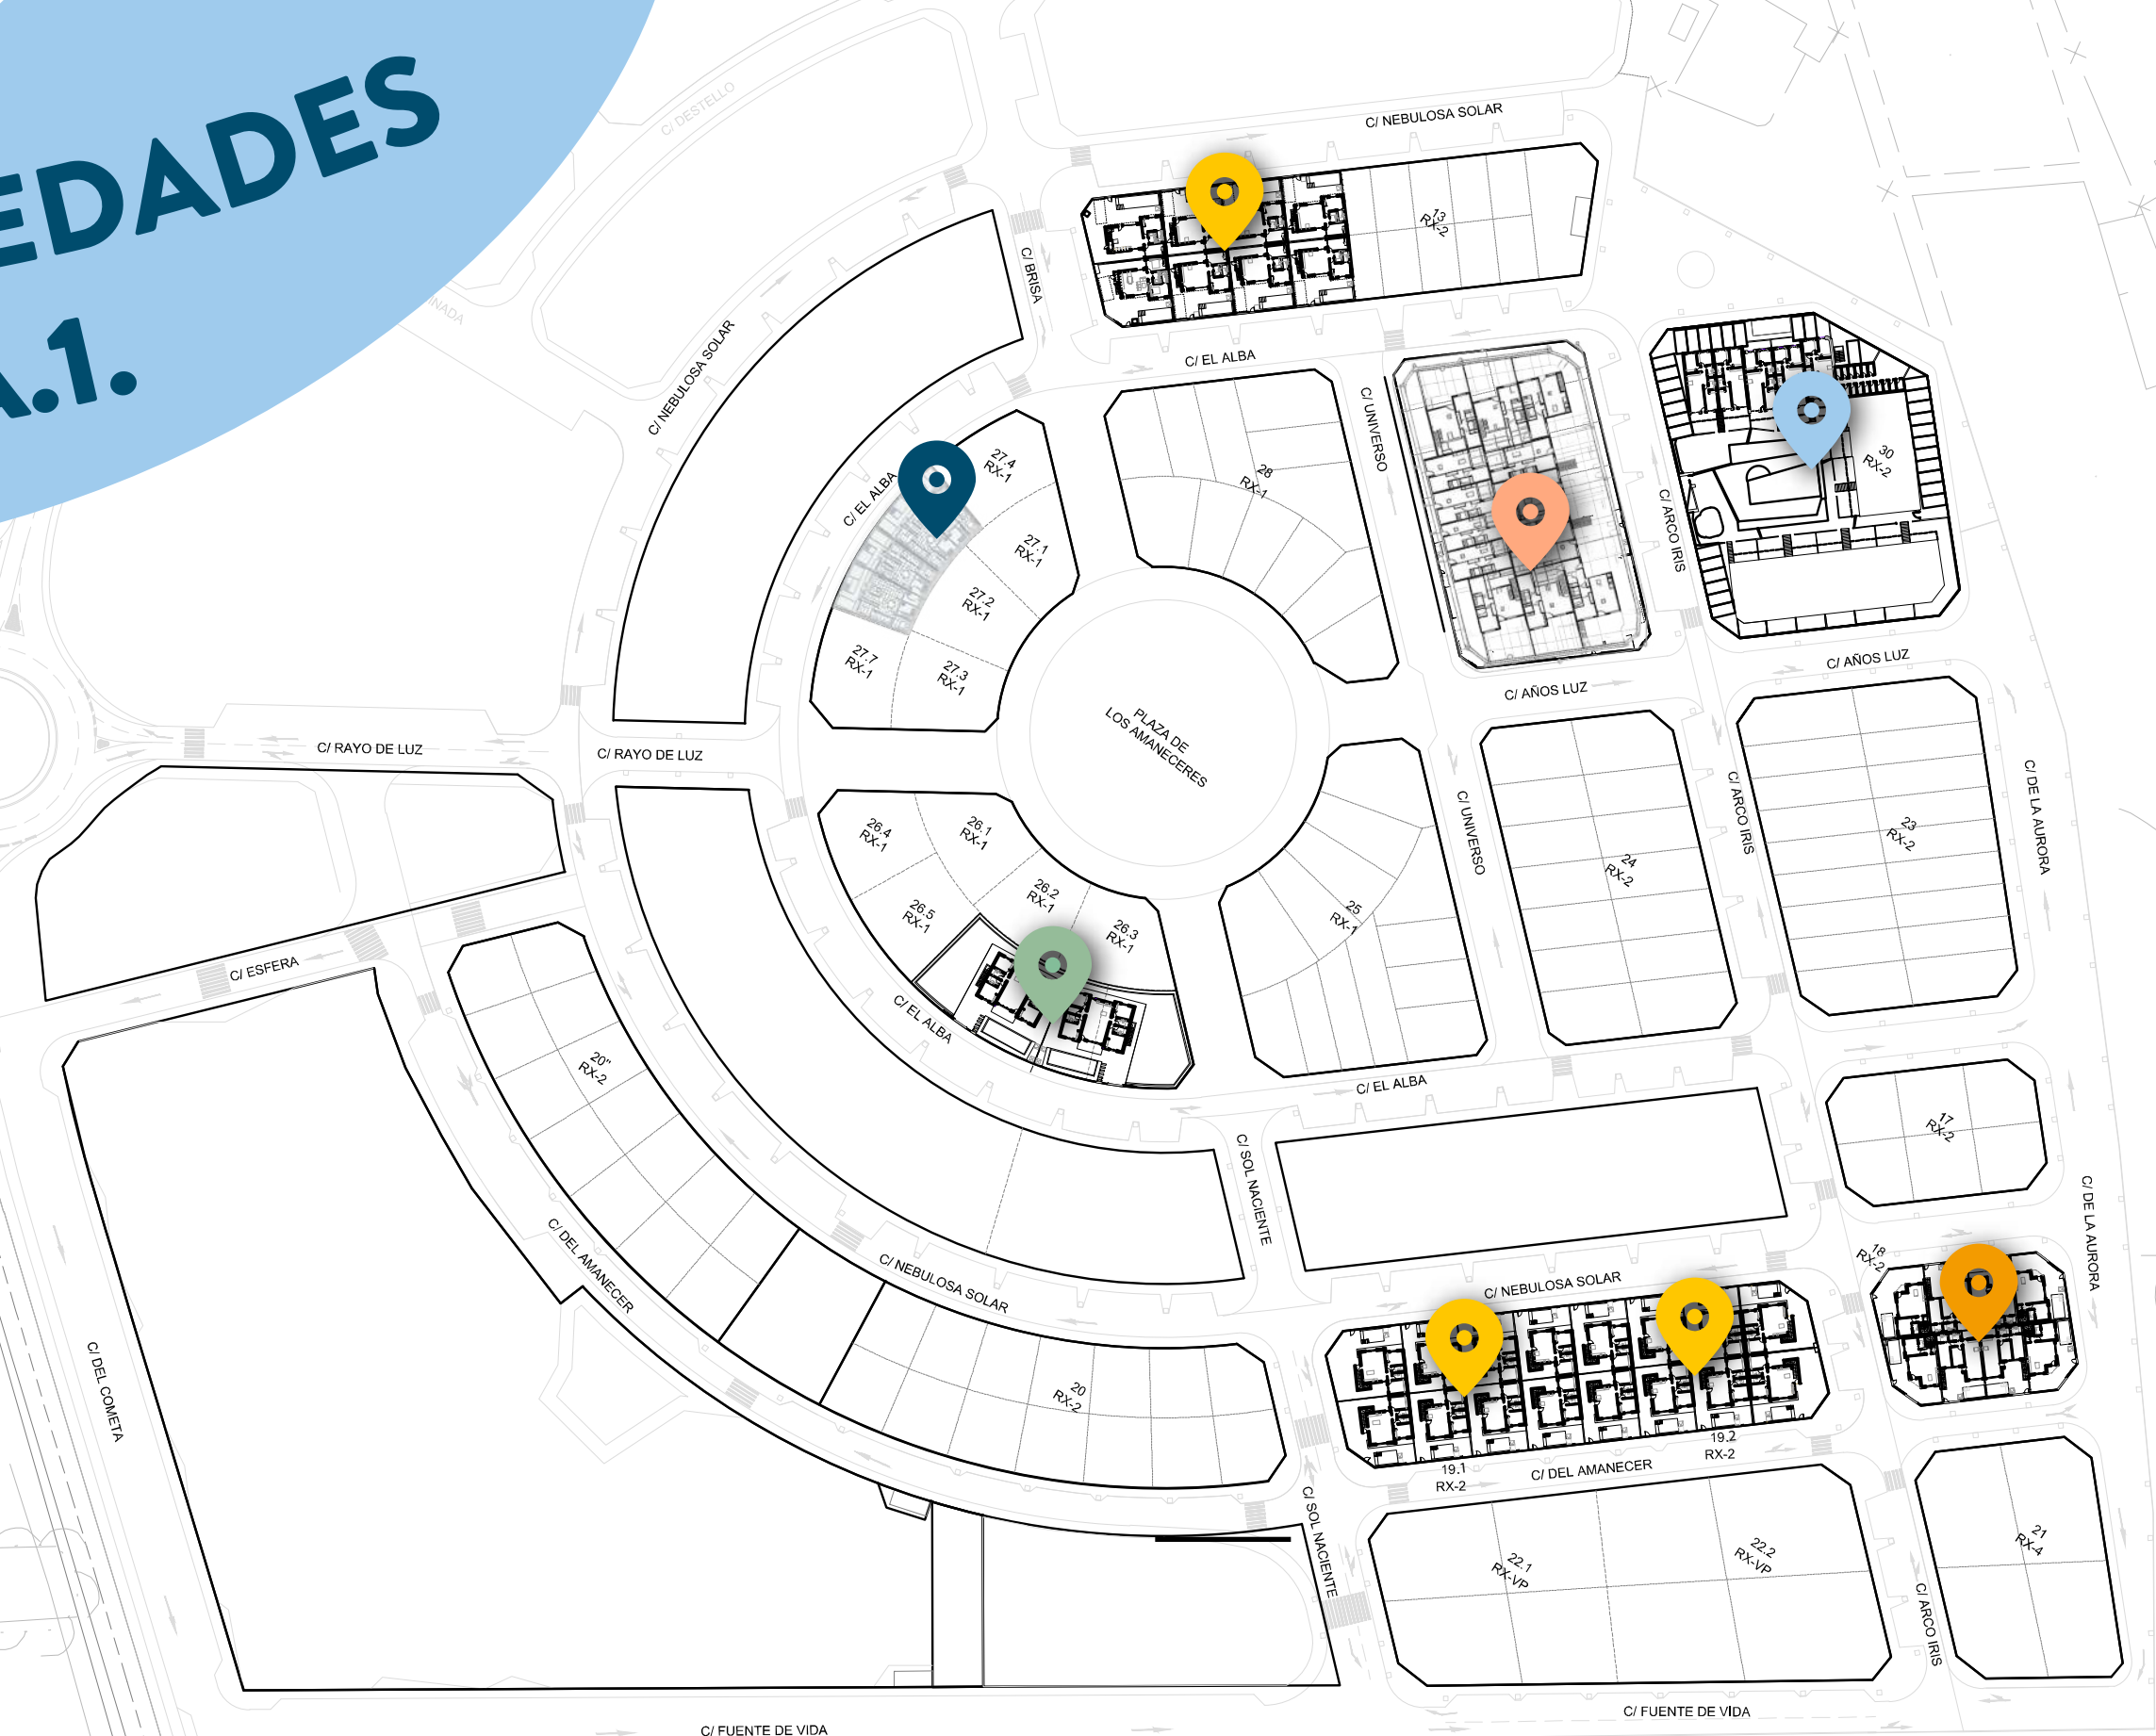 EDADES
A.1.
C/ DESTELLO
C/ NEBULOSA SOLAR
INADA
C/ BRISA
13
RX-2
C/ NEBULOSA SOLAR
C/ EL ALBA
C/ UNIVERSO
C/ EL ALBA
27.4
RX-1
28
RX-1
30
RX-2
C/ ARCO IRIS
27.1
RX-1
27.2
RX-1
27.7
RX-1
27.3
RX-1
C/ AÑOS LUZ
C/ AÑOS LUZ
PLAZA DE
LOS AMANECERES
C/ RAYO DE LUZ
C/ RAYO DE LUZ
C/ UNIVERSO
C/ ARCO IRIS
C/ DE LA AURORA
26.4
RX-1
26.1
RX-1
26.2
RX-1
26.5
RX-1
26.3
RX-1
25
RX-1
24
RX-2
23
RX-2
C/ ESFERA
C/ EL ALBA
20"
RX-2
C/ EL ALBA
17
RX-2
C/ SOL NACIENTE
C/ DE LA AURORA
C/ DEL AMANECER
C/ NEBULOSA SOLAR
C/ NEBULOSA SOLAR
18
RX-2
C/ DEL COMETA
20
RX-2
19.1
RX-2
19.2
RX-2
C/ DEL AMANECER
C/ SOL NACIENTE
22.1
RX-VP
22.2
RX-VP
21
RX-4
C/ ARCO IRIS
C/ FUENTE DE VIDA
C/ FUENTE DE VIDA